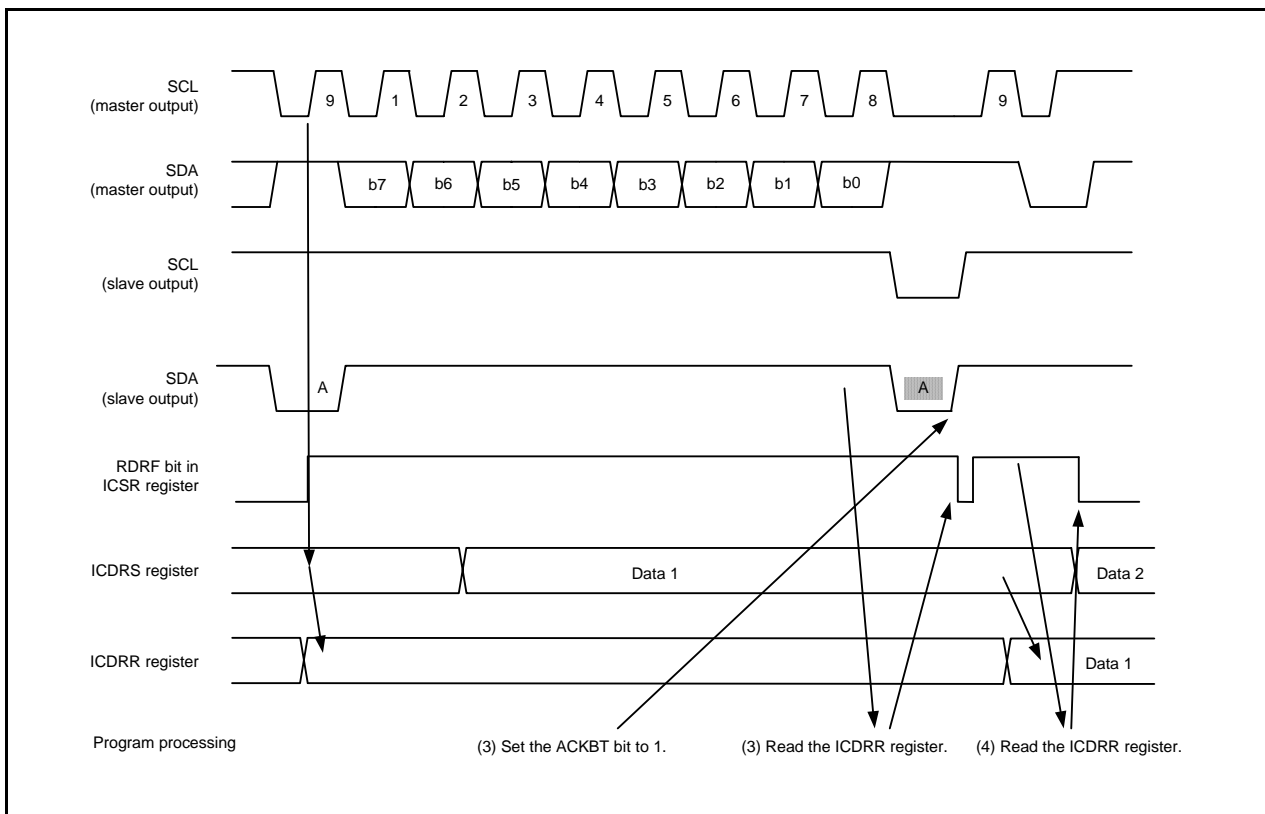 SCL
(master output)
9 1 2 3 4 5 6 7 8 9
SDA
(master output)
b7 b6 b5 b4 b3 b2 b1 b0
SCL
(slave output)
SDA
(slave output)
A A
RDRF bit in
ICSR register
ICDRS register
Data 1 Data 2
ICDRR register
Data 1
Program processing
(3) Set the ACKBT bit to 1. (3) Read the ICDRR register. (4) Read the ICDRR register.